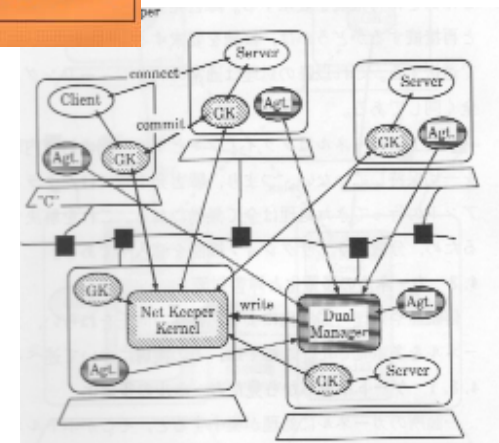 per
Server
connect
Client
GK
Agt.
commit
Agt.
GK
"C"
Server
Agt.
GK
GK
Net Keeper
Kernel
write
Dual
Manager
Agt.
Agt.
GK
Server